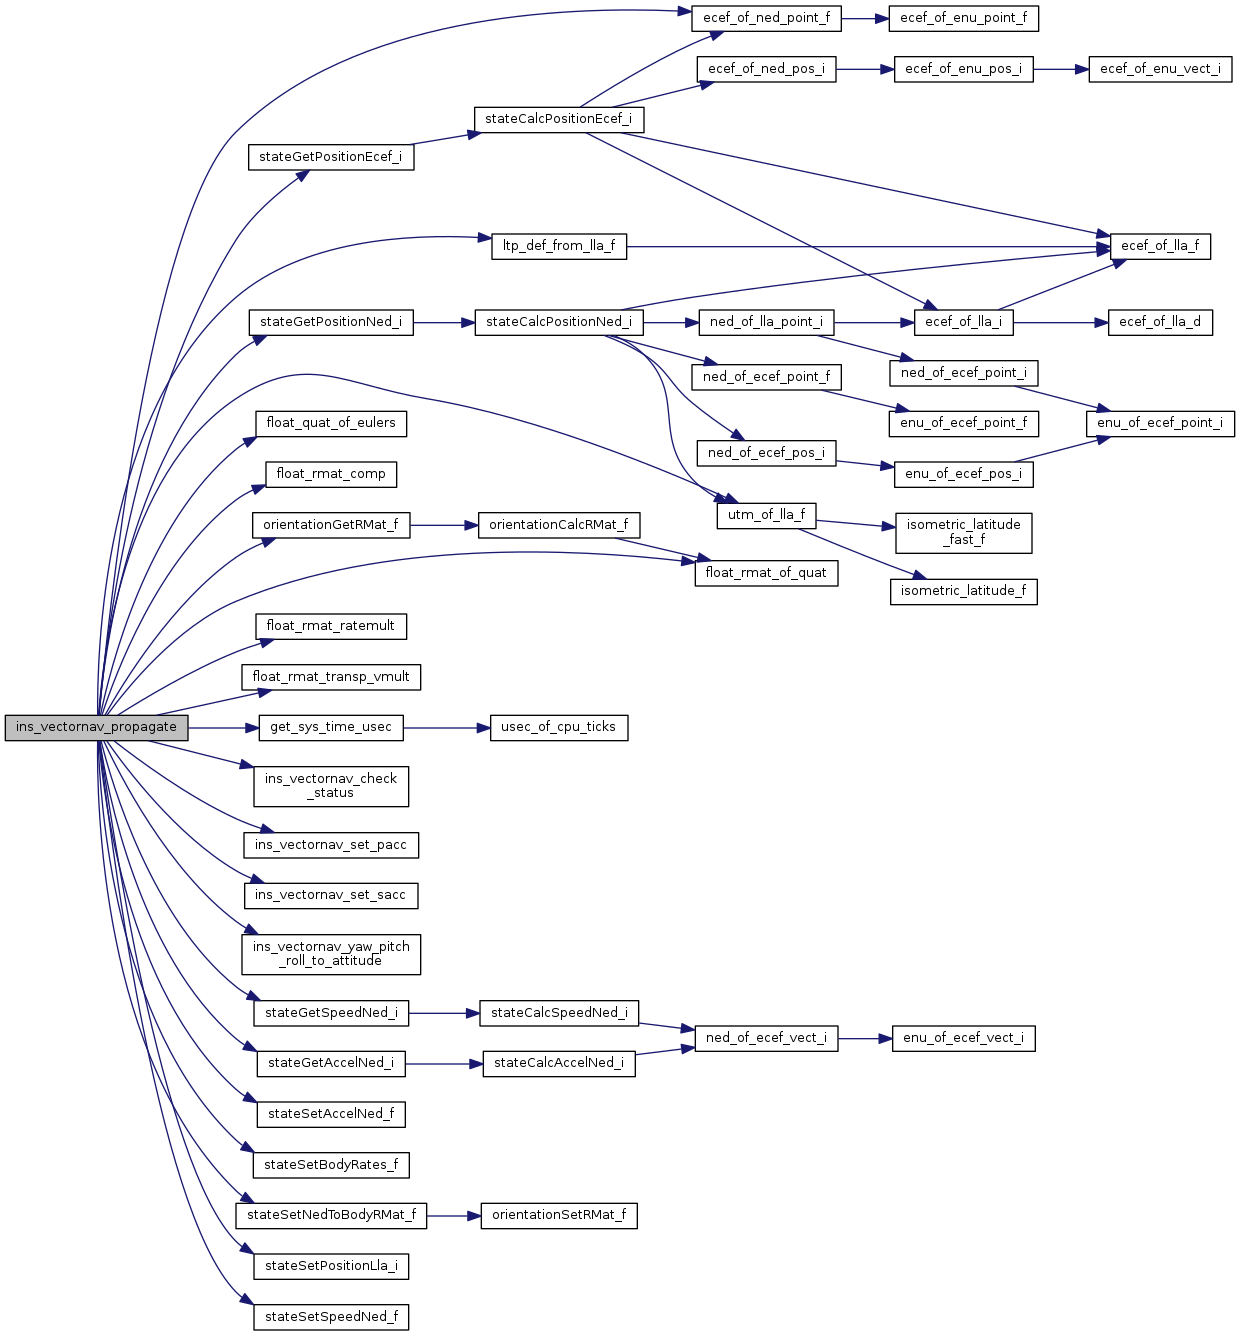 ecef_of_ned_point_f
ecef_of_enu_point_f
ecef_of_ned_pos_i
ecef_of_enu_pos_i
ecef_of_enu_vect_i
stateCalcPositionEcef_i
stateGetPositionEcef_i
ltp_def_from_lla_f
ecef_of_lla_f
stateGetPositionNed_i
stateCalcPositionNed_i
ned_of_lla_point_i
ecef_of_lla_i
ecef_of_lla_d
ned_of_ecef_point_f
ned_of_ecef_point_i
float_quat_of_eulers
enu_of_ecef_point_f
enu_of_ecef_point_i
ned_of_ecef_pos_i
float_rmat_comp
enu_of_ecef_pos_i
utm_of_lla_f
orientationGetRMat_f
orientationCalcRMat_f
isometric_latitude
_fast_f
float_rmat_of_quat
isometric_latitude_f
float_rmat_ratemult
float_rmat_transp_vmult
ins_vectornav_propagate
get_sys_time_usec
usec_of_cpu_ticks
ins_vectornav_check
_status
ins_vectornav_set_pacc
ins_vectornav_set_sacc
ins_vectornav_yaw_pitch
_roll_to_attitude
stateGetSpeedNed_i
stateCalcSpeedNed_i
ned_of_ecef_vect_i
enu_of_ecef_vect_i
stateGetAccelNed_i
stateCalcAccelNed_i
stateSetAccelNed_f
stateSetBodyRates_f
stateSetNedToBodyRMat_f
orientationSetRMat_f
stateSetPositionLla_i
stateSetSpeedNed_f